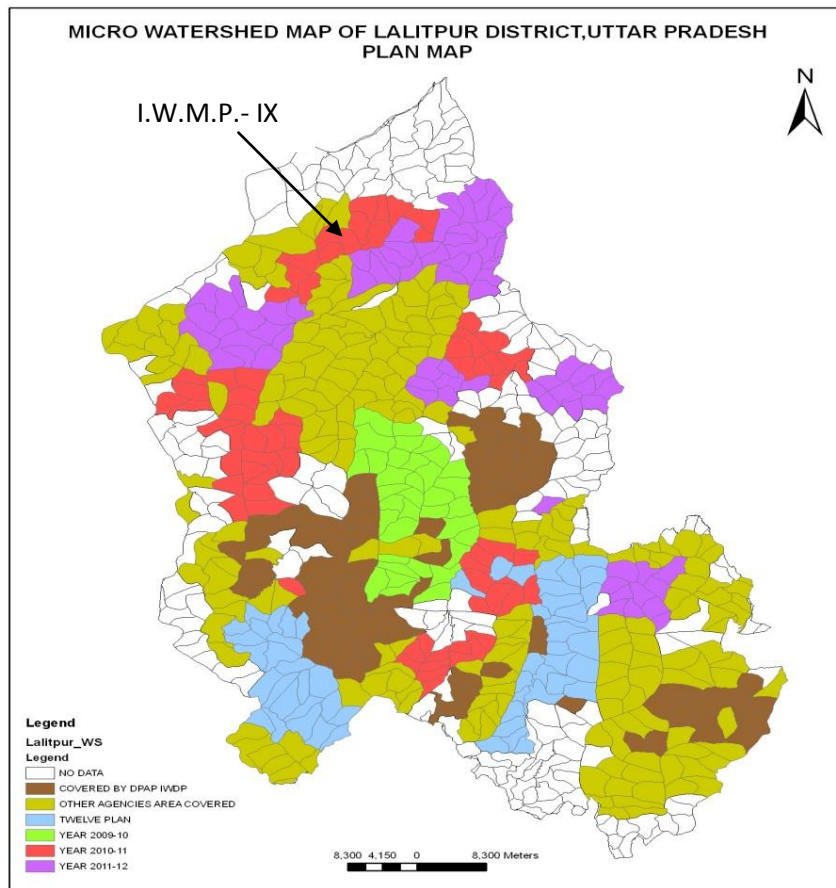 MICRO WATERSHED MAP OF LALITPUR DISTRICT,UTTAR PRADESH
PLAN MAP
N
I.W.M.P.- IX
Legend
Lalitpur_WS
Legend
NO DATA
COVERED BY DPAP IWDP
OTHER AGENCIES AREA COVERED
TWELVE PLAN
YEAR 2009-10
YEAR 2010-11
YEAR 2011-12
8,300 4,150 0 8,300 Meters